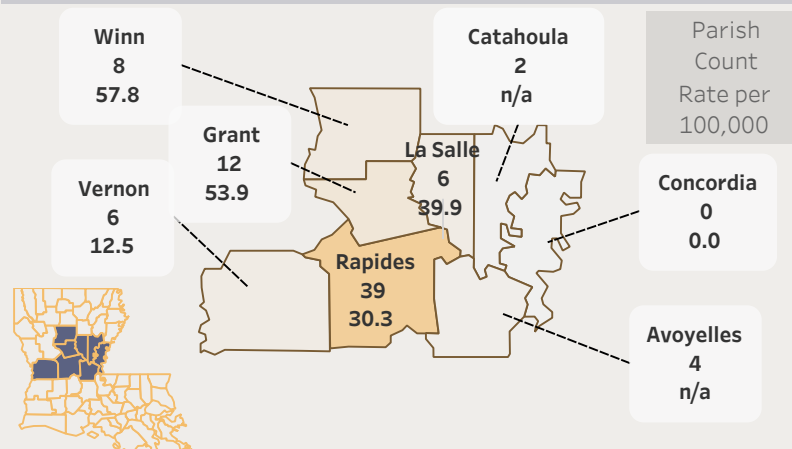 Winn
8
57.8
Catahoula
2
n/a
Parish
Count
Rate per
100,000
Grant
12
53.9
La Salle
6
39.9
Vernon
6
12.5
Concordia
0
0.0
Rapides
39
30.3
Avoyelles
4
n/a